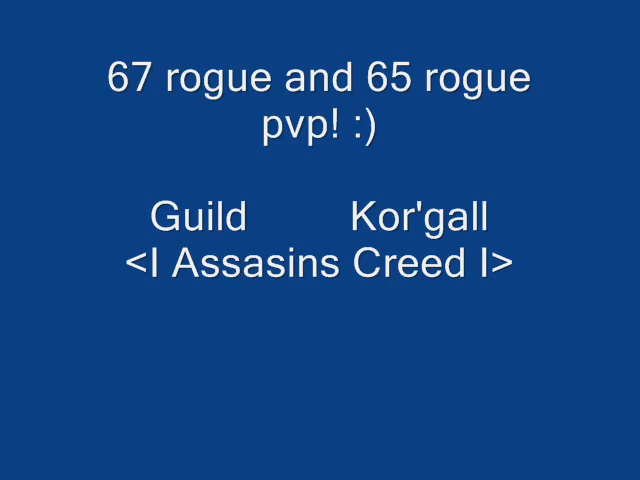 67 rogue and 65 rogue
pvp! :)
Guild Kor'gall
<I Assasins Creed I>